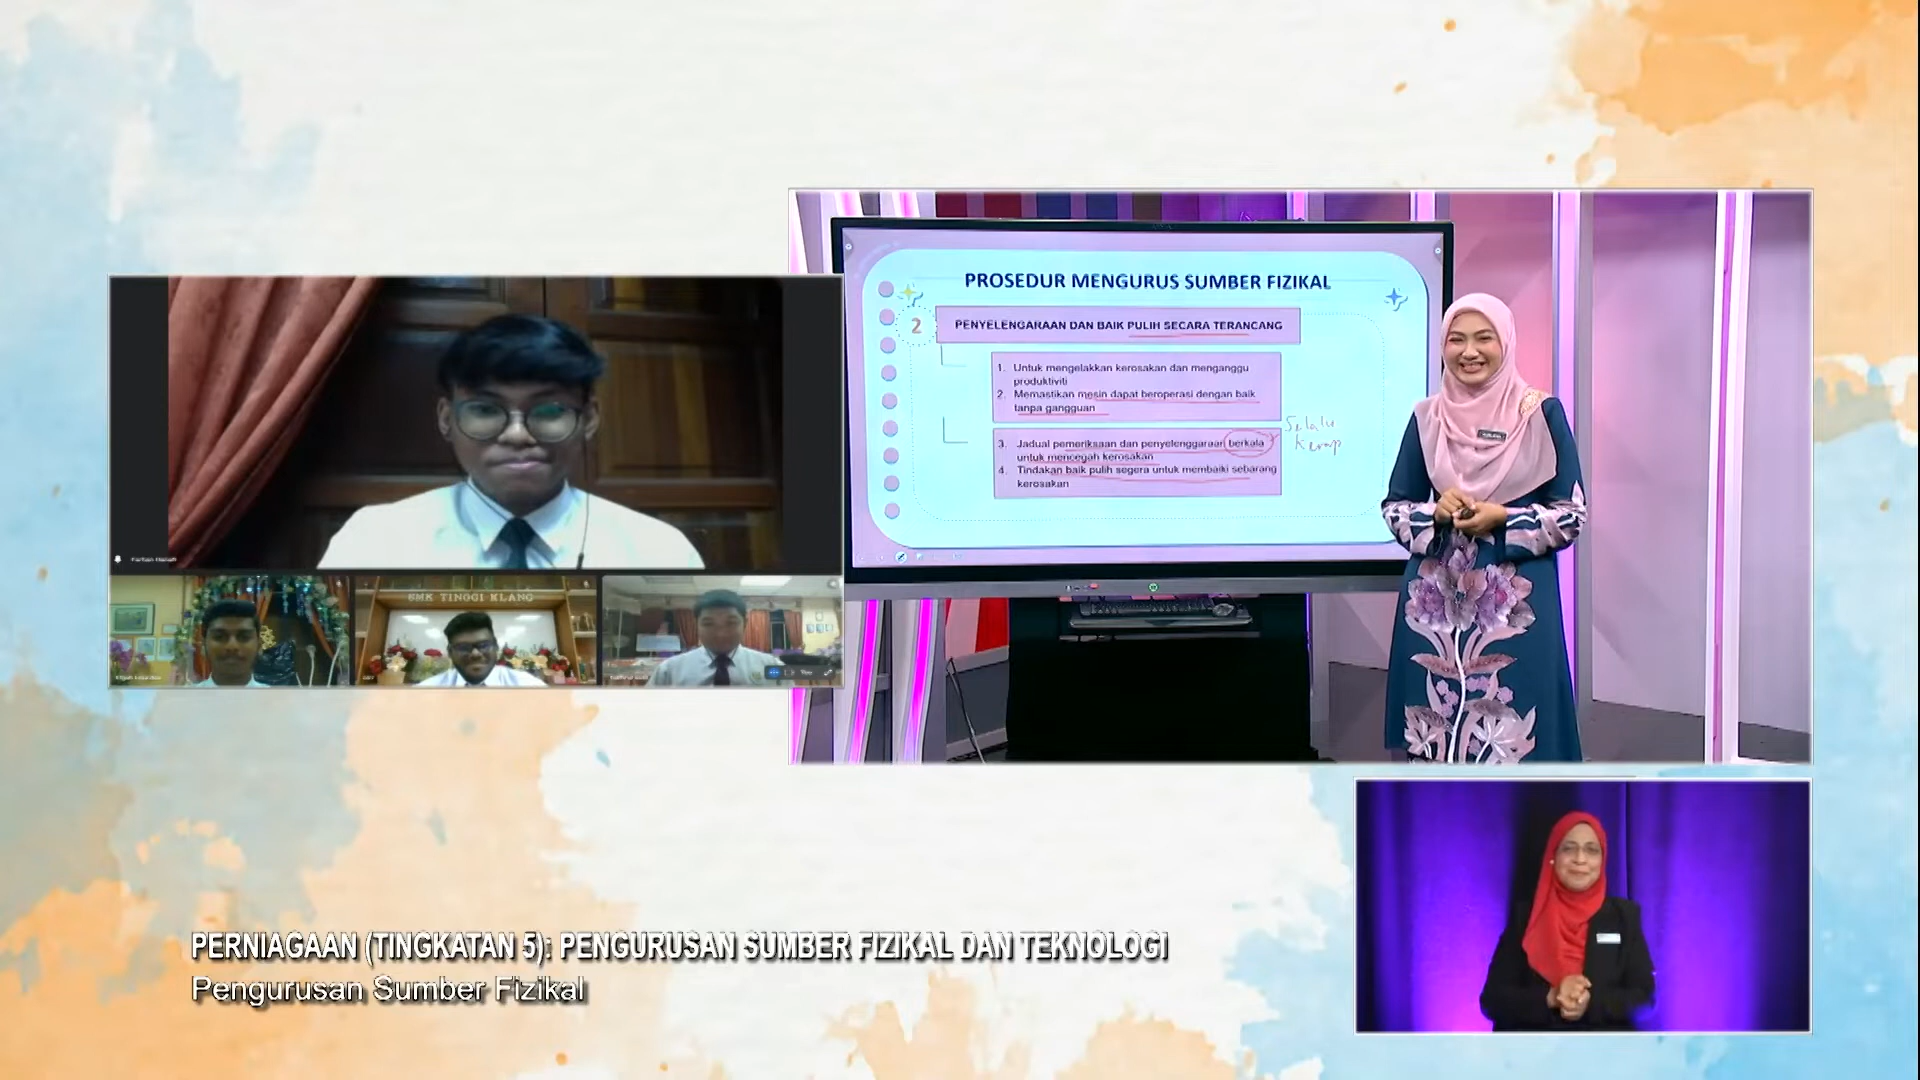 PROSEDUR MENGURUS SUMBER FIZIKAL
2
PENYELENGARAAN DAN BAIK PULIH SECARA TERANCANG
1. Untuk mengelakkan kerosakan dan menganggu
produktiviti
2. Memastikan mesin dapat beroperasi dengan baik
tanpa gangguan
3. Jadual pemeriksaan dan penyelenggaraan berkala
untuk mencegah kerosakan
4. Tindakan baik pulih segera untuk membaiki sebarang
kerosakan
Selalu
Kerap
SMK TINGGI KLANG
PERNIAGAAN (TINGKATAN 5): PENGURUSAN SUMBER FIZIKAL DAN TEKNOLOGI
Pengurusan Sumber Fizikal